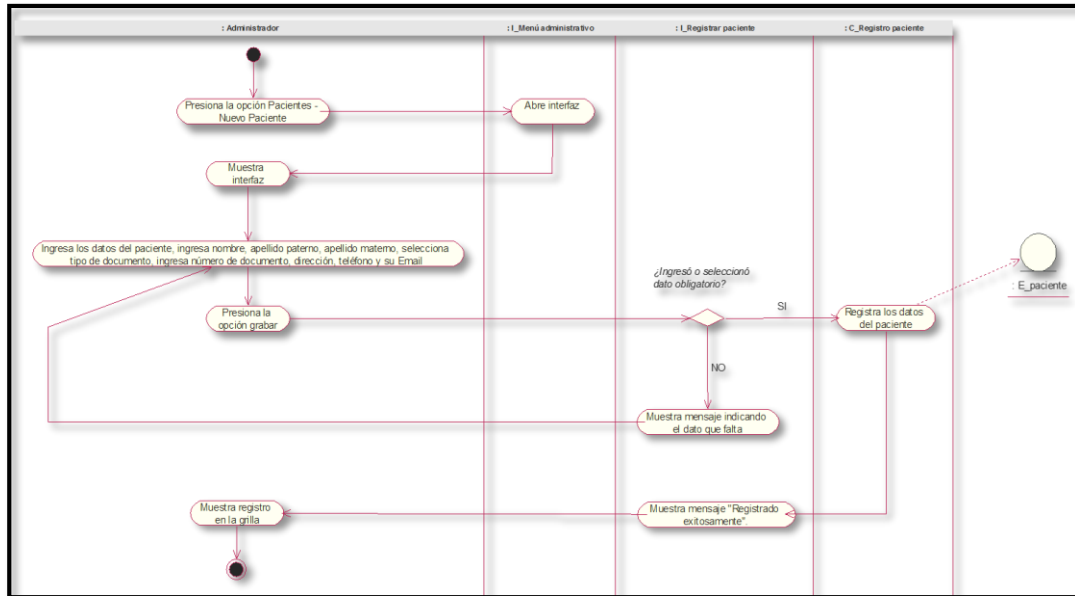 : Administrador
: I_Menú administrativo
: I_Registrar paciente
: C_Registro paciente
Presiona la opción Pacientes -
Nuevo Paciente
Abre interfaz
Muestra
interfaz
Ingresa los datos del paciente, ingresa nombre, apellido paterno, apellido materno, selecciona
tipo de documento, ingresa número de documento, dirección, teléfono y su Email
¿Ingresó o seleccionó
dato obligatorio?
: E_paciente
Presiona la
opción grabar
SI
Registra los datos
del paciente
NO
Muestra mensaje indicando
el dato que falta
Muestra registro
en la grilla
Muestra mensaje "Registrado
exitosamente".